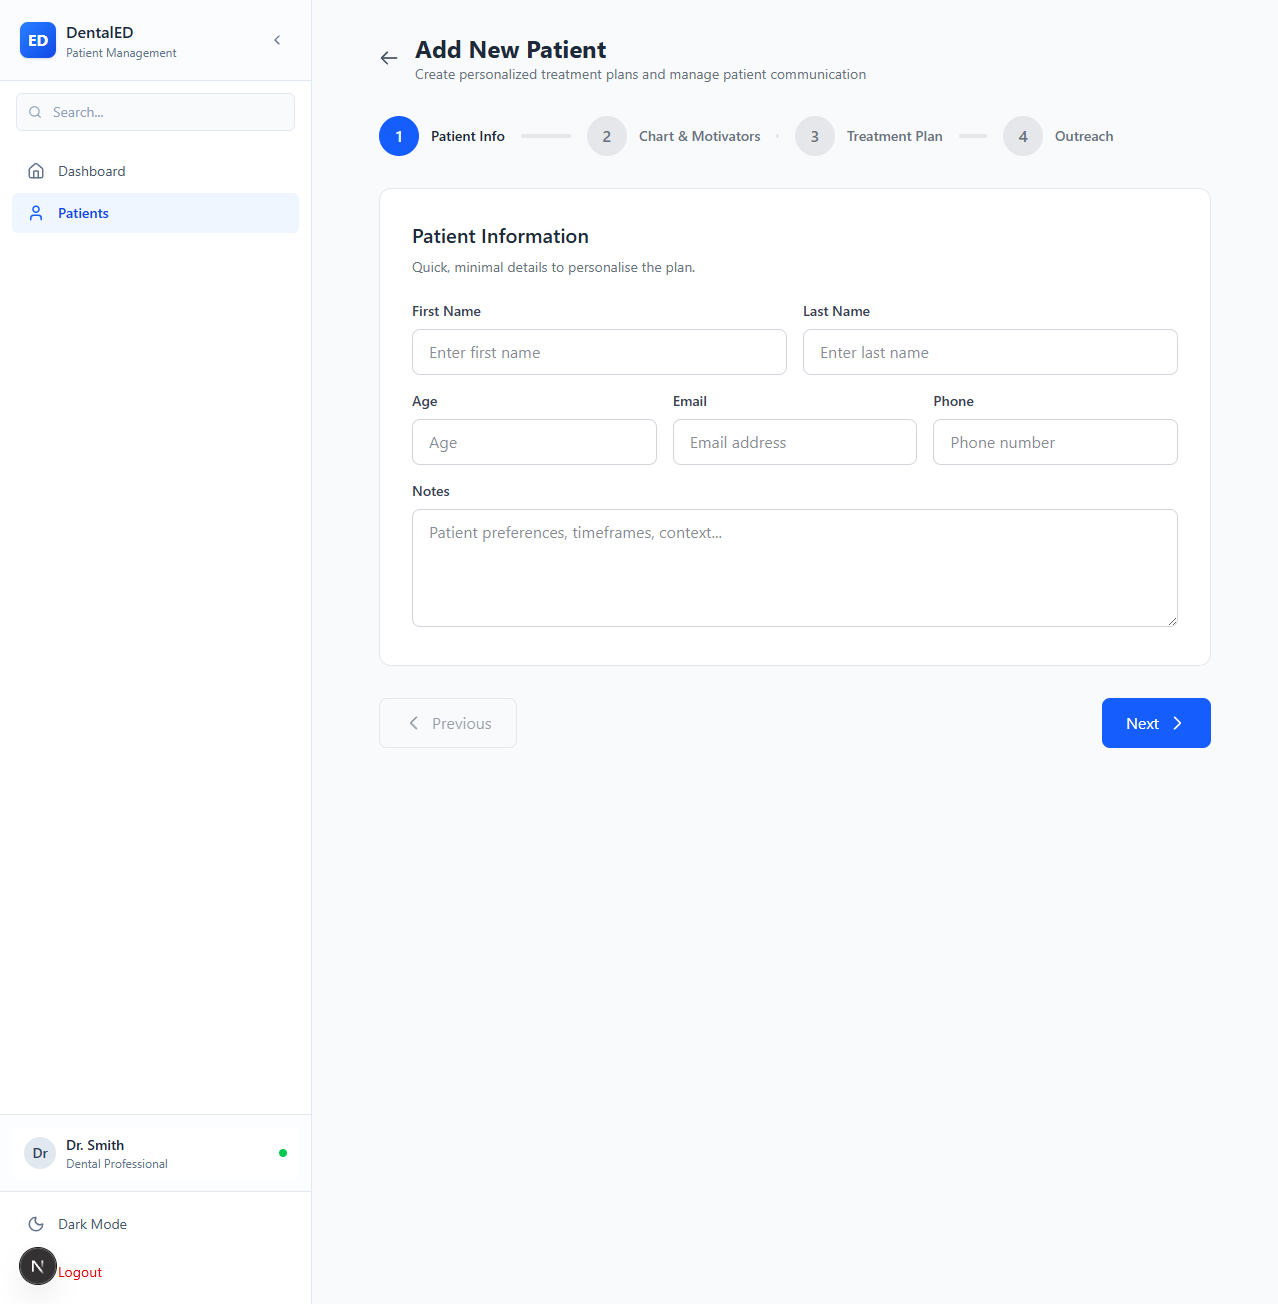 ED
DentalED
Patient Management
Search...
Dashboard
Patients
Add New Patient
Create personalized treatment plans and manage patient communication
1 Patient Info
2 Chart & Motivators
3 Treatment Plan
4 Outreach
Patient Information
Quick, minimal details to personalise the plan.
First Name
Last Name
Enter first name
Enter last name
Age
Email
Phone
Age
Email address
Phone number
Notes
Patient preferences, timeframes, context...
Previous
Next
Dr
Dr. Smith
Dental Professional
Dark Mode
N
Logout